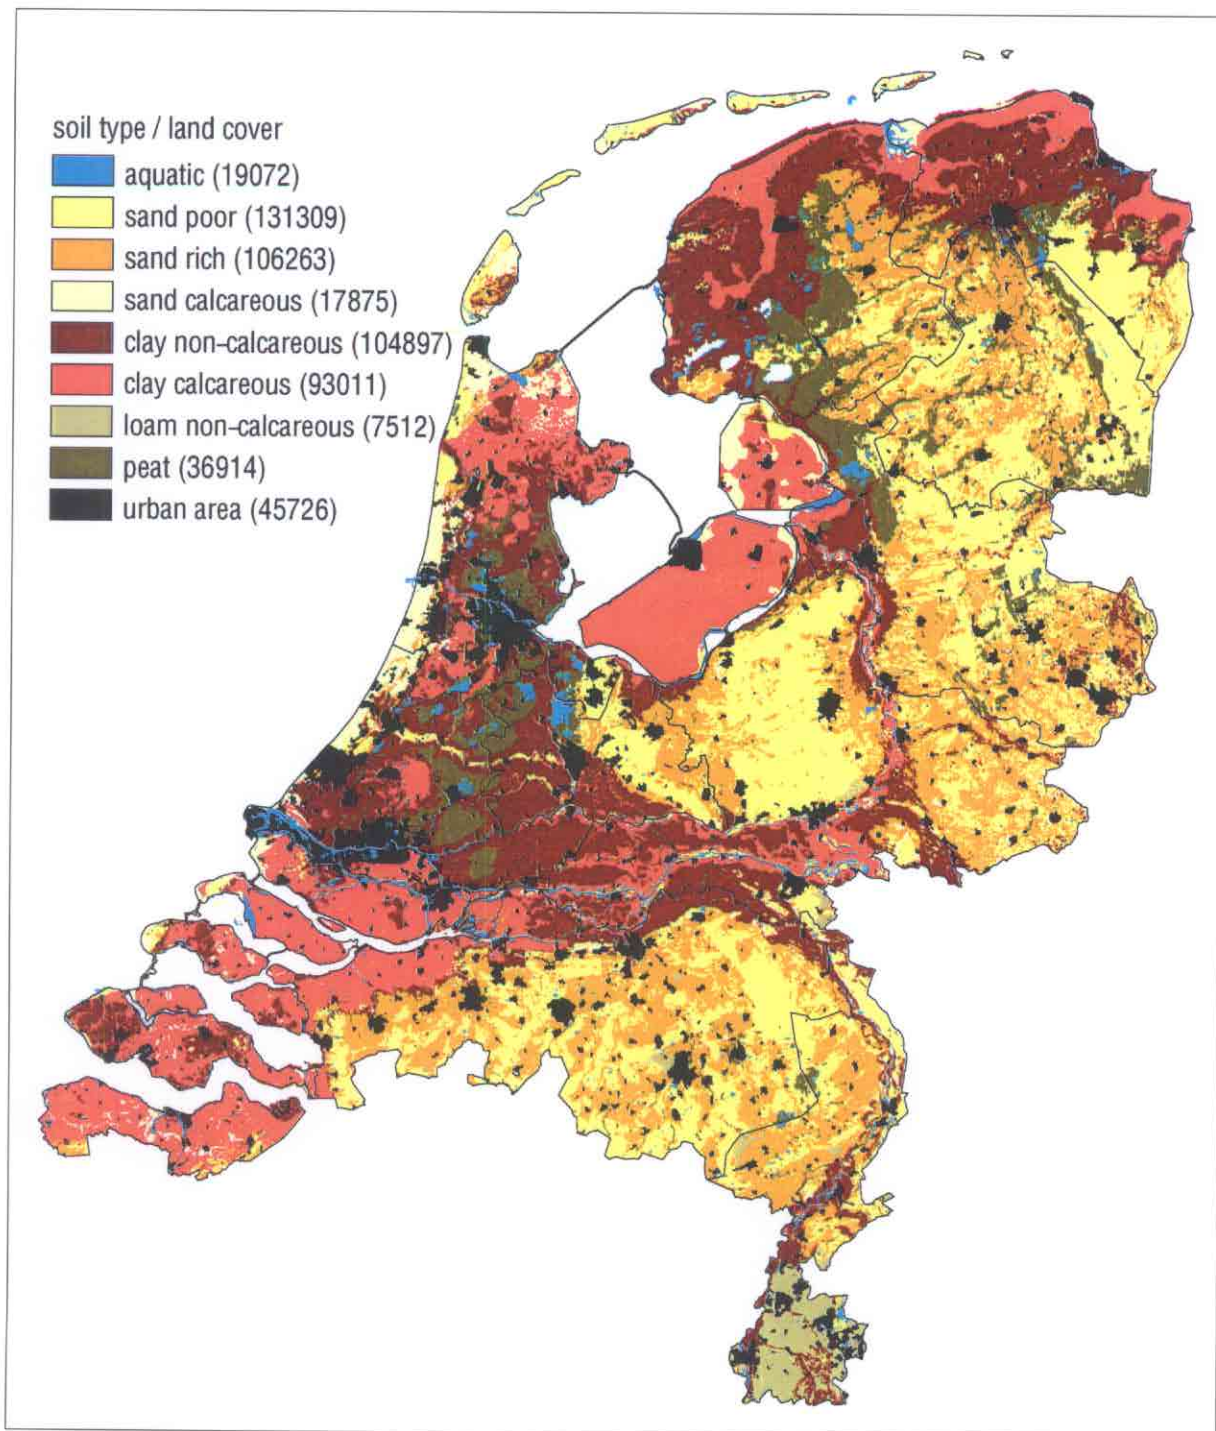 soil type / land cover
aquatic (19072)
sand poor (131309)
sand rich (106263)
sand calcareous (17875)
clay non-calcareous (104897)
clay calcareous (93011)
loam non-calcareous (7512)
peat (36914)
urban area (45726)